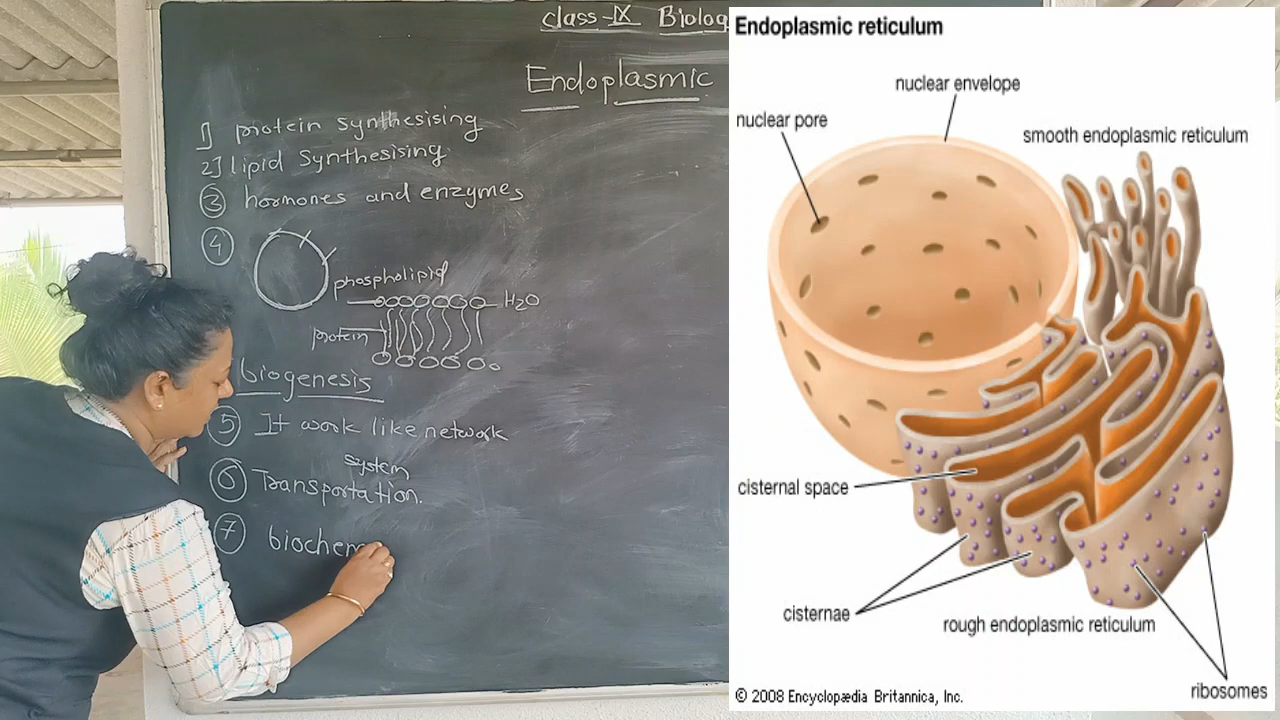 class-IX Biolog
Endoplasmic
1) protein synthesising
2) lipid synthesising
3 hormones and enzymes
4
phospholipid
H2O
protein
biogenesis
5 It work like network
system
6 Transportation.
7 biochem
Endoplasmic reticulum
nuclear envelope
nuclear pore
smooth endoplasmic reticulum
cisternal space
cisternae
rough endoplasmic reticulum
ribosomes
© 2008 Encyclopædia Britannica, Inc.